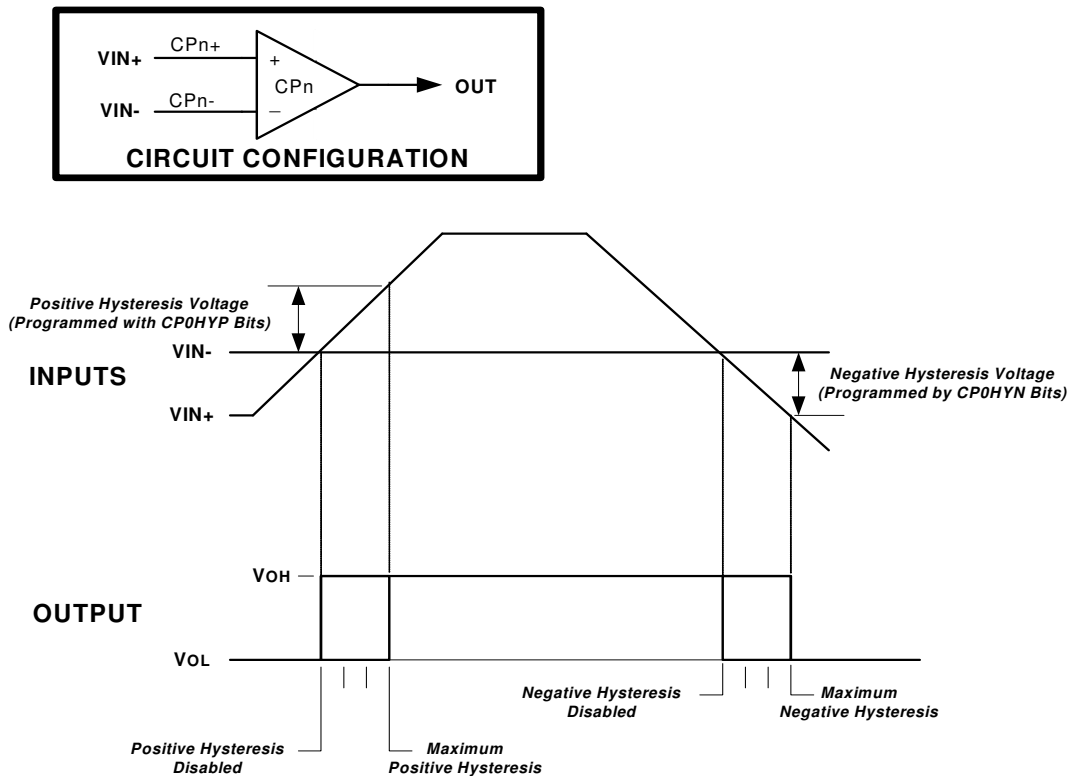 VIN+
CPn+
+
CPn
OUT
VIN-
CPn-
_
CIRCUIT CONFIGURATION
Positive Hysteresis Voltage
(Programmed with CP0HYP Bits)
VIN-
INPUTS
Negative Hysteresis Voltage
(Programmed by CP0HYN Bits)
VIN+
VOH
OUTPUT
VOL
Negative Hysteresis
Disabled
Maximum
Negative Hysteresis
Positive Hysteresis
Disabled
Maximum
Positive Hysteresis